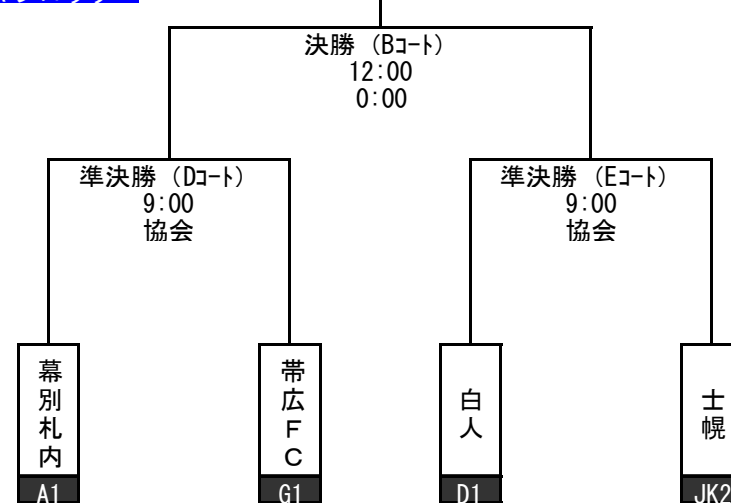 決勝（Bｺｰﾄ）
12:00
0:00
準決勝（Dｺｰﾄ）
9:00
協会
準決勝（Eｺｰﾄ）
9:00
協会
幕別札内
帯広ＦＣ
白人
士幌
A1
G1
D1
JK2